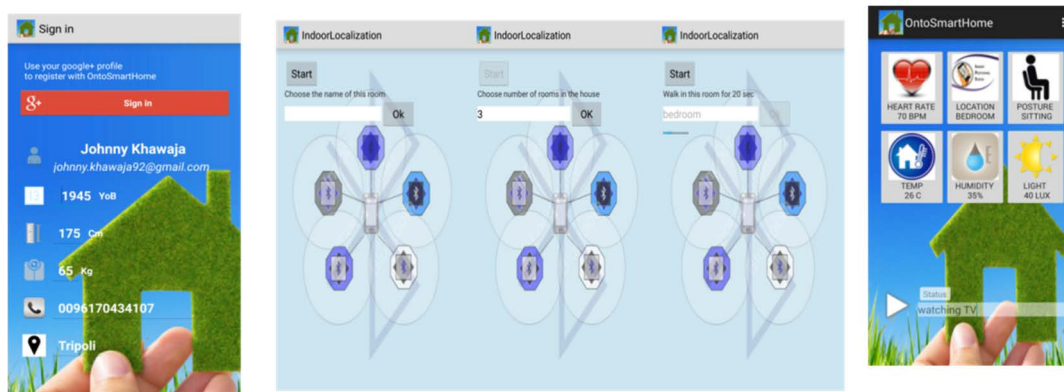 Sign in
Use your google+ profile
to register with OntoSmartHome
g+ Sign in
Johnny Khawaja
johnny.khawaja92@gmail.com
1945 YoB
175 Cm
65 Kg
0096170434107
Tripoli
IndoorLocalization
Start
Choose the name of this room
Ok
IndoorLocalization
Start
Choose number of rooms in the house
3 OK
IndoorLocalization
Start
Walk in this room for 20 sec
bedroom
OntoSmartHome
HEART RATE
70 BPM
LOCATION
BEDROOM
POSTURE
SITTING
TEMP
26 C
HUMIDITY
35%
LIGHT
40 LUX
Status
watching TV